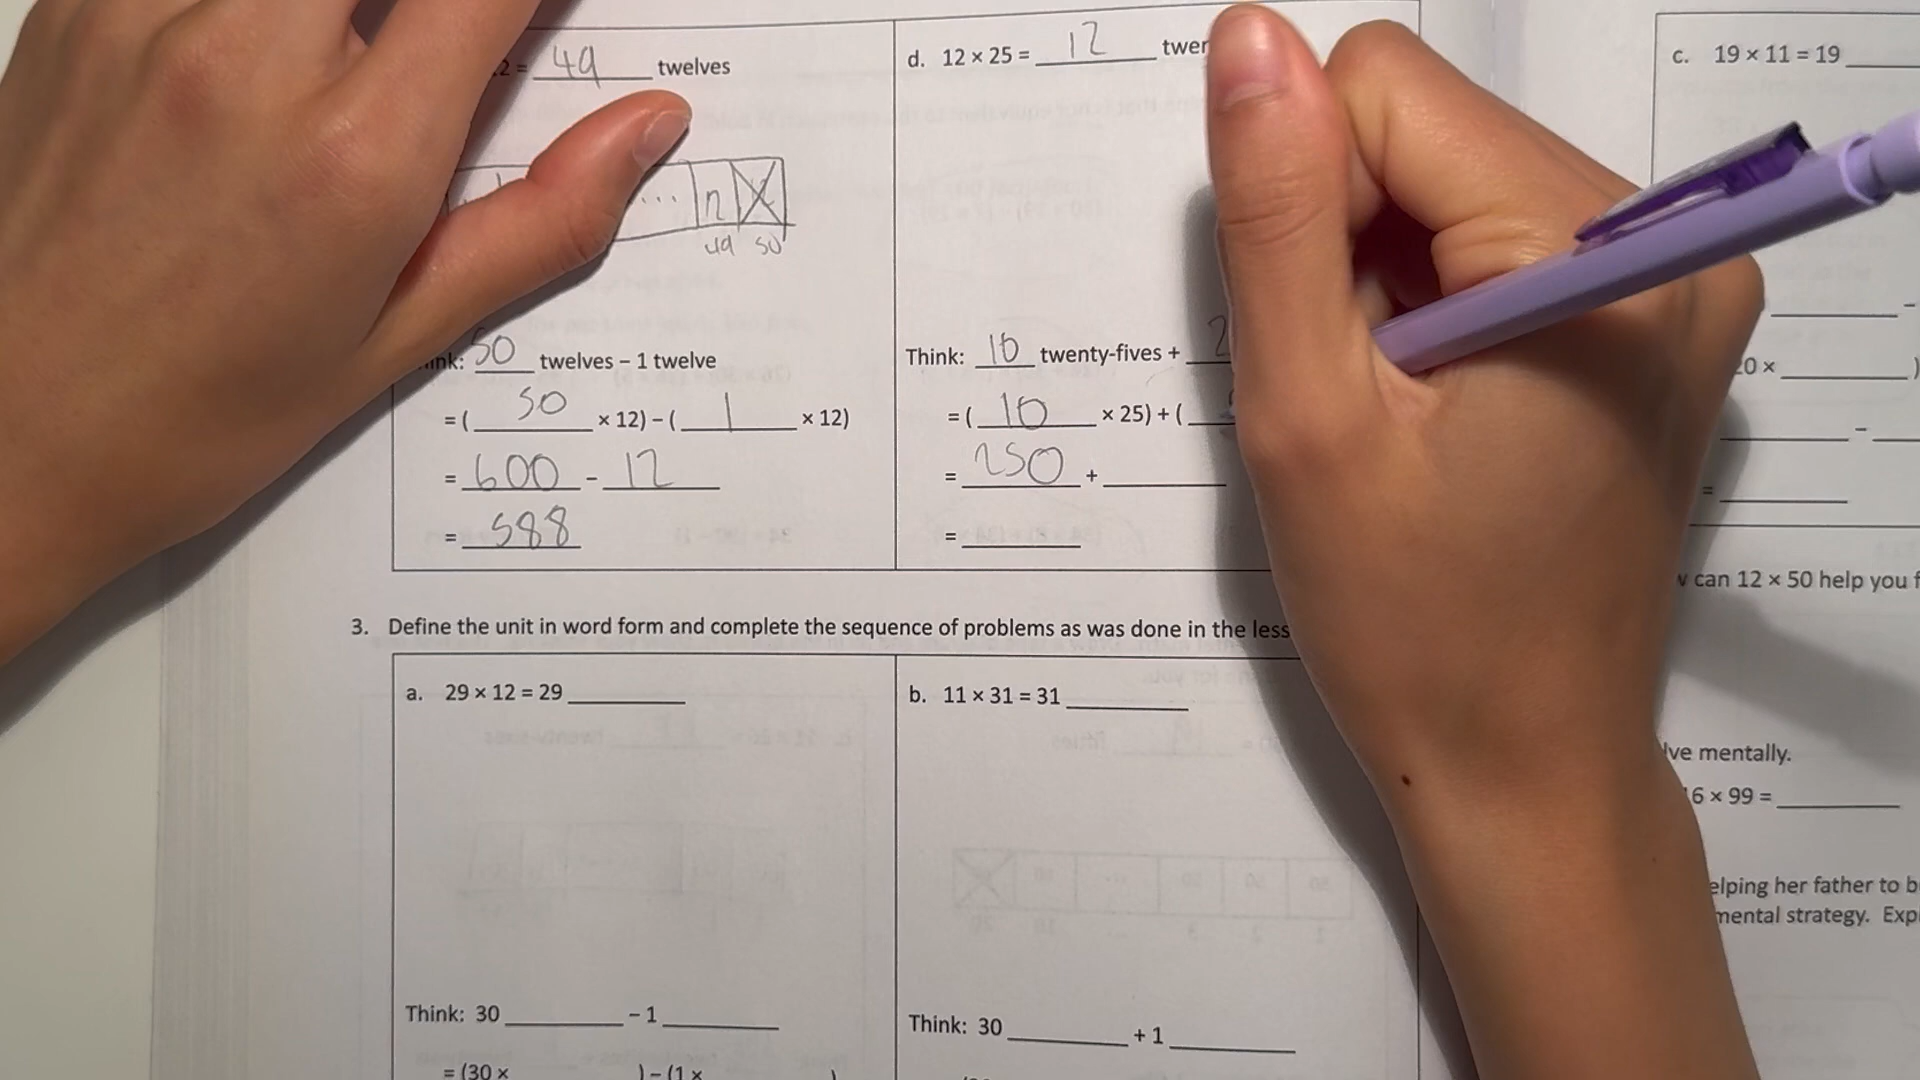 2 = 49 twelves
... n
49 50
Think: 50 twelves – 1 twelve
= ( 50 × 12) – ( 1 × 12)
= 600 - 12
= 588
d. 12 × 25 = 12
Think: 10 twenty-fives + 2
= ( 10 × 25) + (
= 250 +
=
3. Define the unit in word form and complete the sequence of problems as was done in the less
a. 29 × 12 = 29
Think: 30 – 1
= (30 × ) – (1 × )
b. 11 × 31 = 31
Think: 30 + 1
c. 19 × 11 = 19
–
20 × )
–
=
can 12 × 50 help you f
lve mentally.
6 × 99 =
elping her father to b
mental strategy. Exp